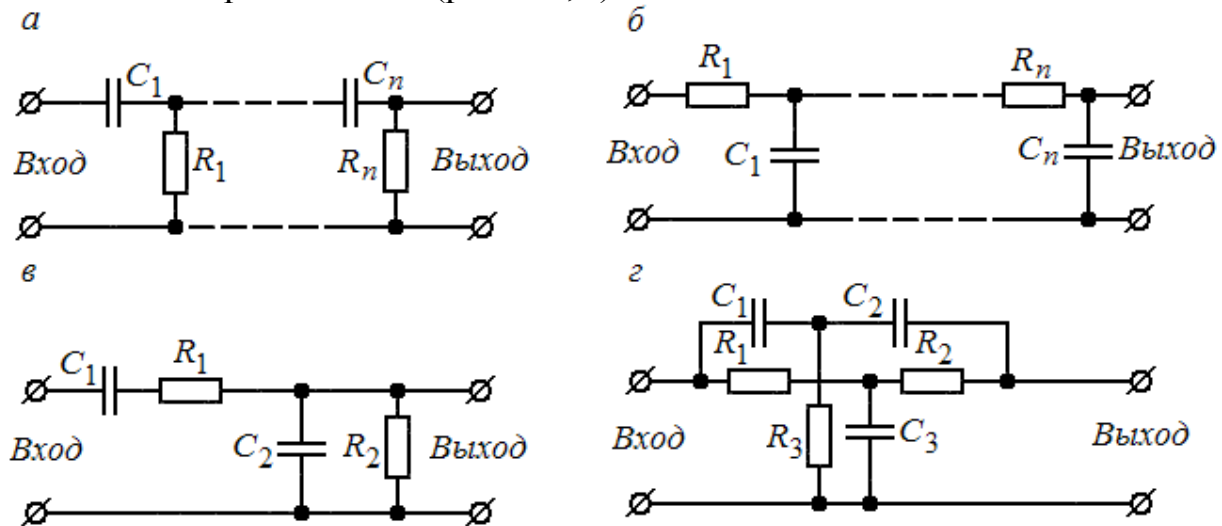 а
C1
Cn
Вход
R1
Rn
Выход
б
R1
Rn
Вход
C1
Cn
Выход
в
C1
R1
Вход
C2
R2
Выход
г
C1
C2
R1
R2
Вход
R3
C3
Выход